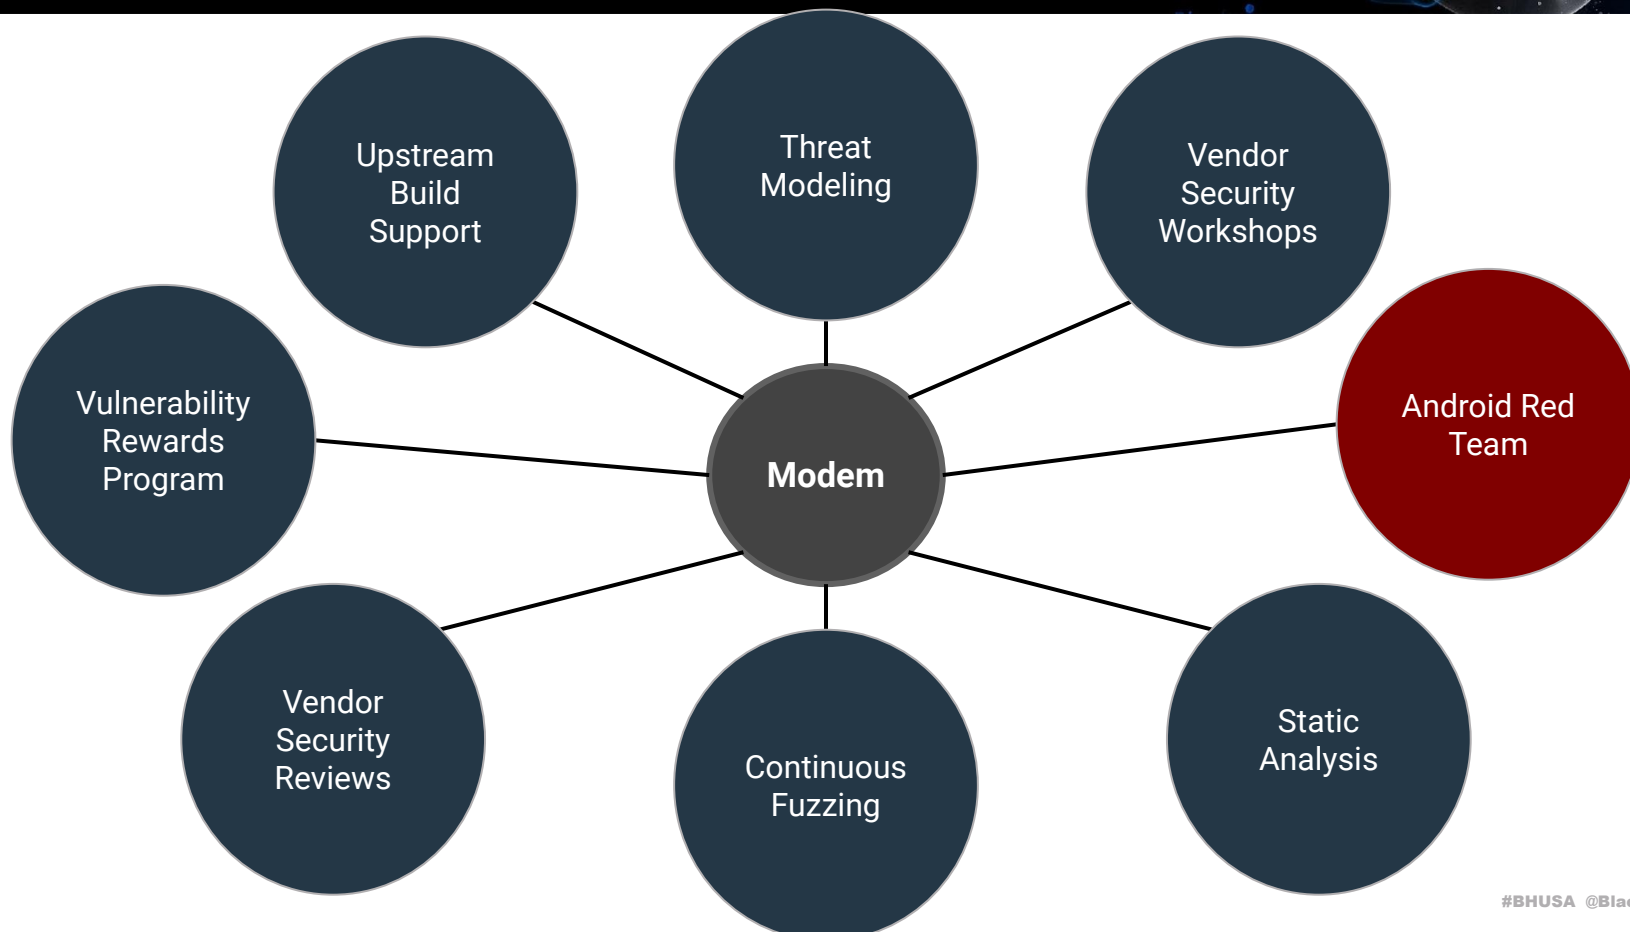 Threat
Modeling
Upstream
Build
Support
Vendor
Security
Workshops
Vulnerability
Rewards
Program
Android Red
Team
Modem
Vendor
Security
Reviews
Continuous
Fuzzing
Static
Analysis
#BHUSA